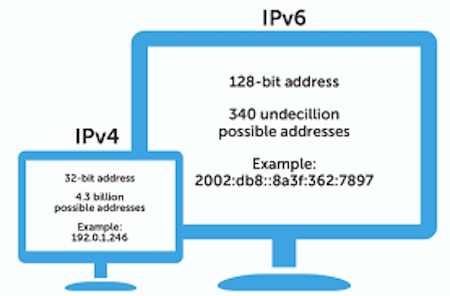 IPv6
128-bit address
340 undecillion
possible addresses
Example:
2002:db8::8a3f:362:7897
IPv4
32-bit address
4.3 billion
possible addresses
Example:
192.0.1.246